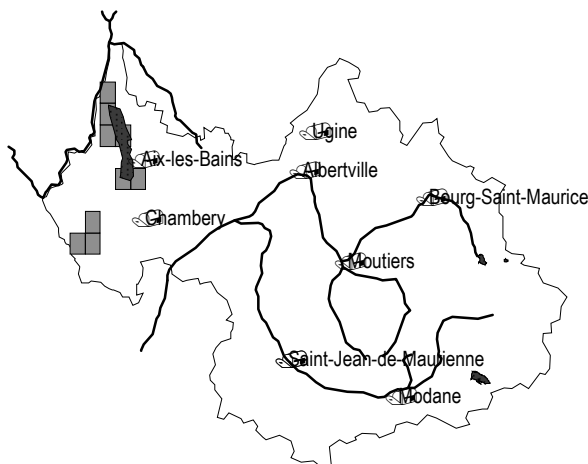 Ugine
Aix-les-Bains
Albertville
Bourg-Saint-Maurice
Chambery
Moutiers
Saint-Jean-de-Maurienne
Modane